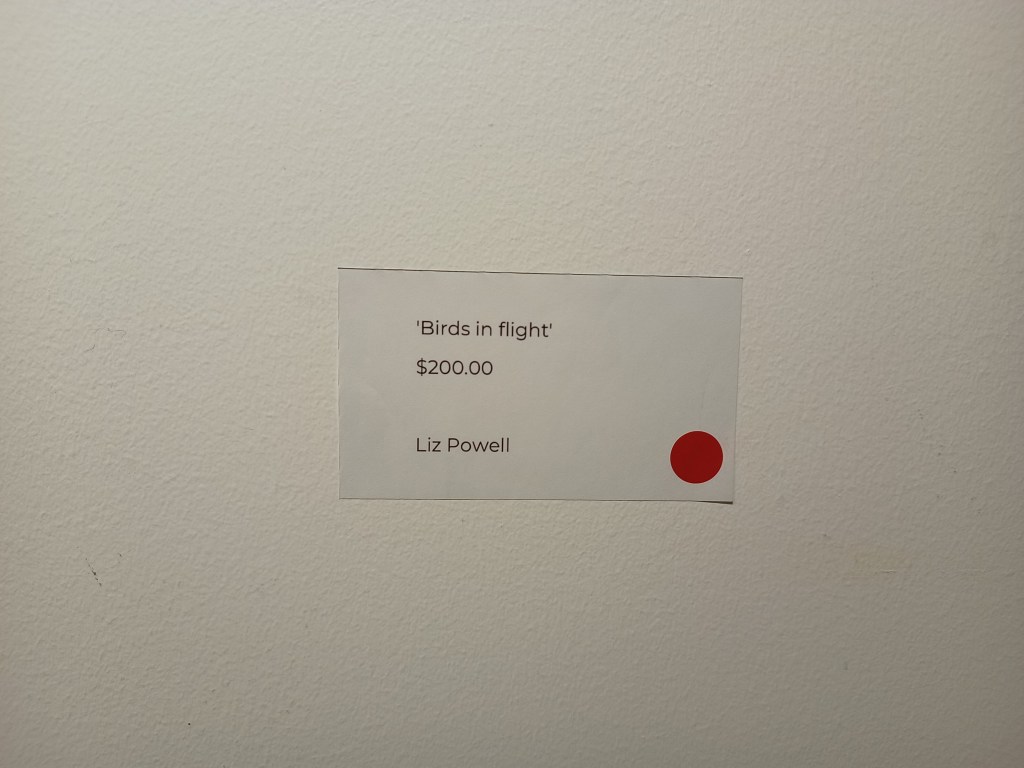 'Birds in flight'
$200.00
Liz Powell